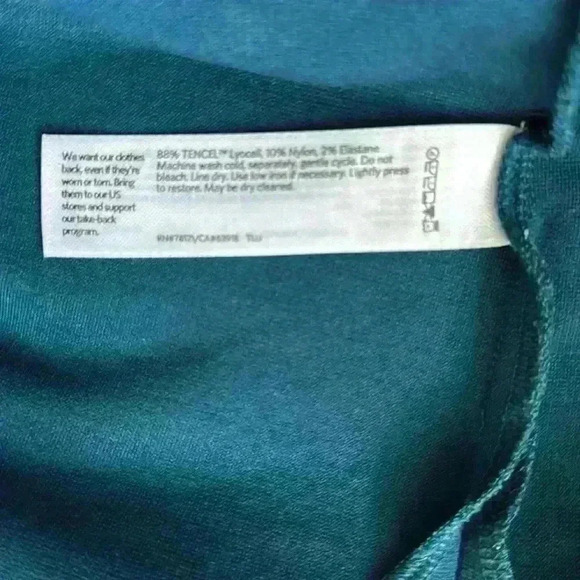 We want our clothes
back, even if they're
worn or torn. Bring
them to our US
stores and support
our take-back
program.
88% TENCEL™ Lyocell, 10% Nylon, 2% Elastane
Machine wash cold, separately, gentle cycle. Do not
bleach. Line dry. Use low iron if necessary. Lightly press
to restore. May be dry cleaned.